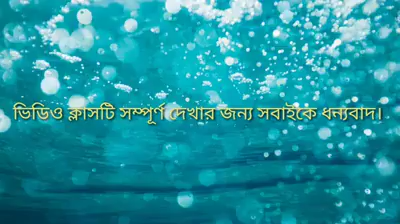 ভিডিও ক্লাসটি সম্পূর্ণ দেখার জন্য সবাইকে ধন্যবাদ।